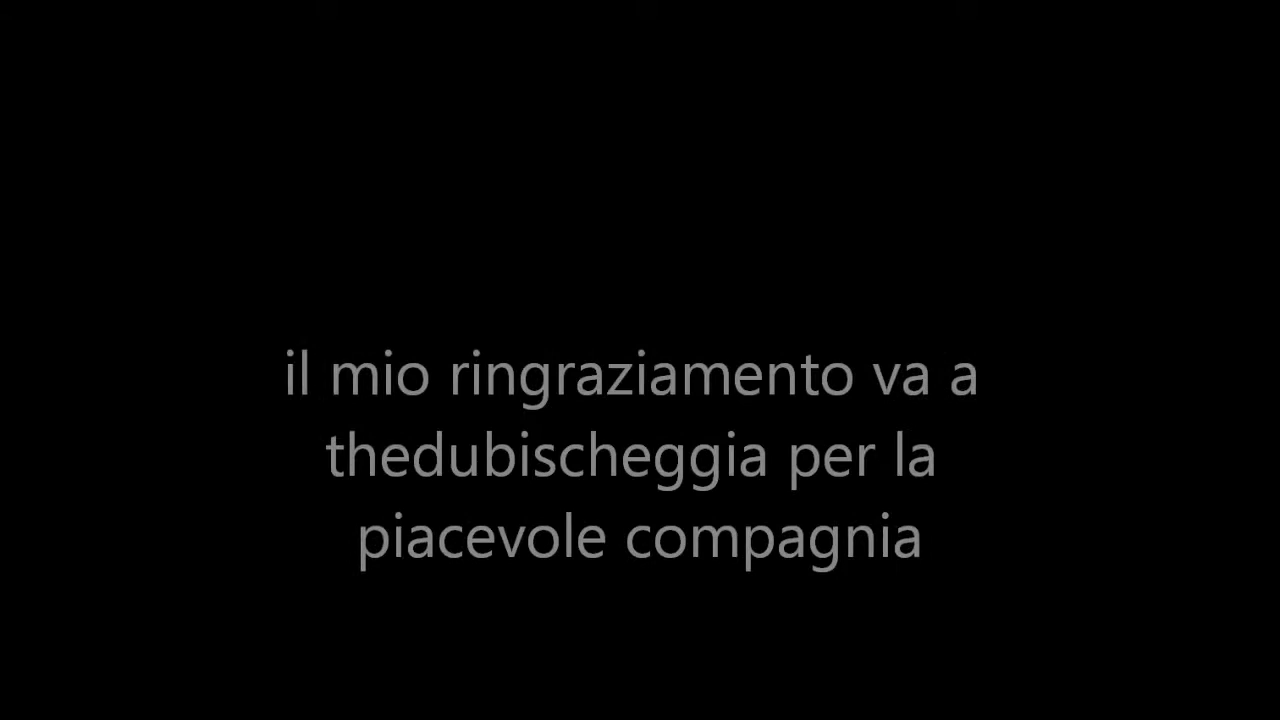 il mio ringraziamento va a
thedubischeggia per la
piacevole compagnia